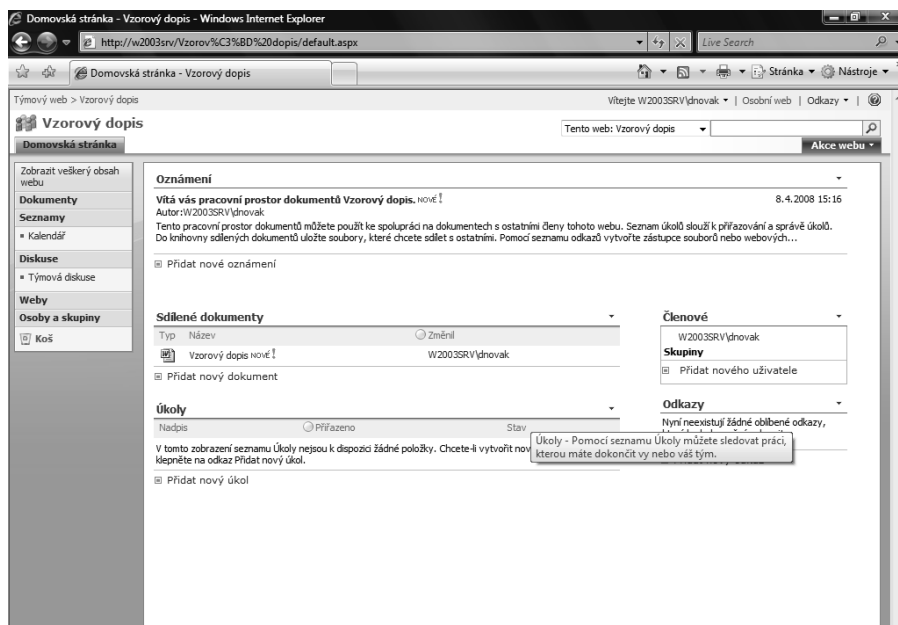 Domovská stránka - Vzorový dopis - Windows Internet Explorer
http://w2003srv/Vzorov%C3%BD%20dopis/default.aspx
Live Search
Domovská stránka - Vzorový dopis
Stránka
Nástroje
Týmový web > Vzorový dopis
Vítejte W2003SRV\dnovak
Osobní web
Odkazy
Vzorový dopis
Tento web: Vzorový dopis
Domovská stránka
Akce webu
Zobrazit veškerý obsah
webu
Dokumenty
Seznamy
Kalendář
Diskuse
Týmová diskuse
Weby
Osoby a skupiny
Koš
Oznámení
Vítá vás pracovní prostor dokumentů Vzorový dopis. NOVÉ!
8.4.2008 15:16
Autor:W2003SRV\dnovak
Tento pracovní prostor dokumentů můžete použít ke spolupráci na dokumentech s ostatními členy tohoto webu. Seznam úkolů slouží k přiřazování a správě úkolů.
Do knihovny sdílených dokumentů uložte soubory, které chcete sdílet s ostatními. Pomocí seznamu odkazů vytvořte zástupce souborů nebo webových...
Přidat nové oznámení
Sdílené dokumenty
Typ Název Změnil
Vzorový dopis NOVÉ! W2003SRV\dnovak
Přidat nový dokument
Úkoly
Nadpis Přiřazeno Stav
V tomto zobrazení seznamu Úkoly nejsou k dispozici žádné položky. Chcete-li vytvořit
klepněte na odkaz Přidat nový úkol.
Přidat nový úkol
Členové
W2003SRV\dnovak
Skupiny
Přidat nového uživatele
Odkazy
Nyní neexistují žádné oblíbené odkazy,
Úkoly - Pomocí seznamu Úkoly můžete sledovat práci,
kterou máte dokončit vy nebo váš tým.